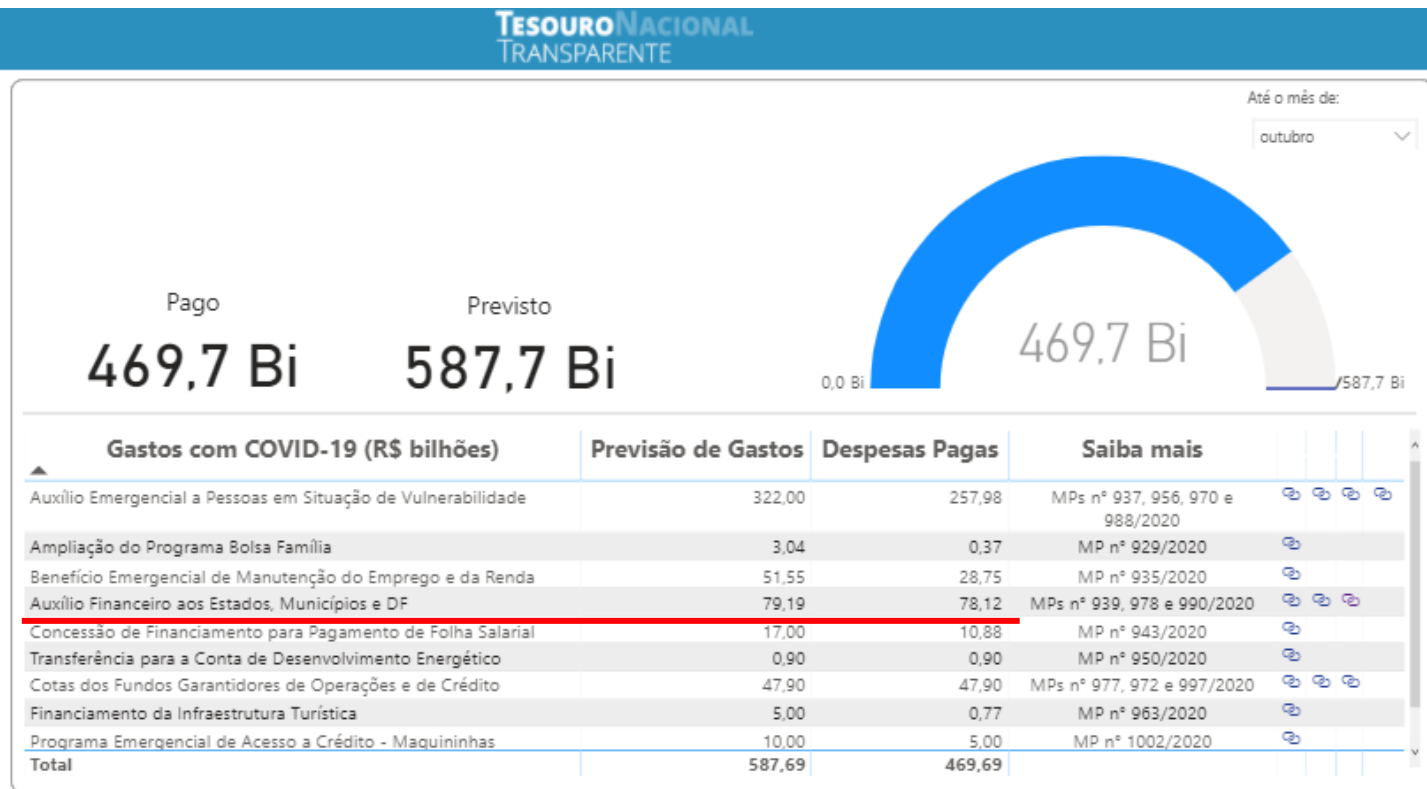 TESOURO NACIONAL
TRANSPARENTE
Até o mês de:
outubro
Pago
Previsto
469,7 Bi
587,7 Bi
469,7 Bi
0,0 Bi
587,7 Bi
Gastos com COVID-19 (R$ bilhões) Previsão de Gastos Despesas Pagas Saiba mais
Auxílio Emergencial a Pessoas em Situação de Vulnerabilidade 322,00 257,98 MPs nº 937, 956, 970 e
988/2020
Ampliação do Programa Bolsa Família 3,04 0,37 MP nº 929/2020
Benefício Emergencial de Manutenção do Emprego e da Renda 51,55 28,75 MP nº 935/2020
Auxílio Financeiro aos Estados, Municípios e DF 79,19 78,12 MPs nº 939, 978 e 990/2020
Concessão de Financiamento para Pagamento de Folha Salarial 17,00 10,88 MP nº 943/2020
Transferência para a Conta de Desenvolvimento Energético 0,90 0,90 MP nº 950/2020
Cotas dos Fundos Garantidores de Operações e de Crédito 47,90 47,90 MPs nº 977, 972 e 997/2020
Financiamento da Infraestrutura Turística 5,00 0,77 MP nº 963/2020
Programa Emergencial de Acesso a Crédito - Maquininhas 10,00 5,00 MP nº 1002/2020
Total 587,69 469,69